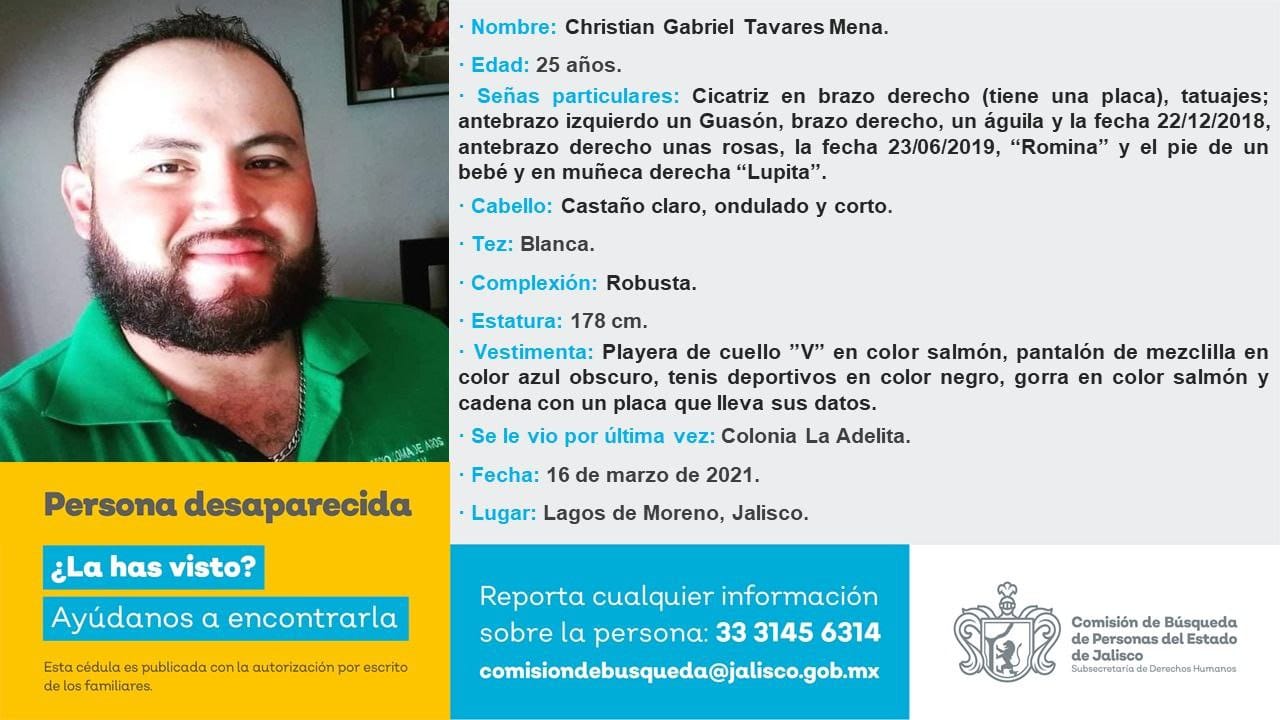 · Nombre: Christian Gabriel Tavares Mena.
· Edad: 25 años.
· Señas particulares: Cicatriz en brazo derecho (tiene una placa), tatuajes;
antebrazo izquierdo un Guasón, brazo derecho, un águila y la fecha 22/12/2018,
antebrazo derecho unas rosas, la fecha 23/06/2019, “Romina” y el pie de un
bebé y en muñeca derecha “Lupita”.
· Cabello: Castaño claro, ondulado y corto.
· Tez: Blanca.
· Complexión: Robusta.
· Estatura: 178 cm.
· Vestimenta: Playera de cuello ”V” en color salmón, pantalón de mezclilla en
color azul obscuro, tenis deportivos en color negro, gorra en color salmón y
cadena con un placa que lleva sus datos.
· Se le vio por última vez: Colonia La Adelita.
· Fecha: 16 de marzo de 2021.
· Lugar: Lagos de Moreno, Jalisco.
LOMA DE
Persona desaparecida
¿La has visto?
Ayúdanos a encontrarla
Esta cédula es publicada con la autorización por escrito
de los familiares.
Reporta cualquier información
sobre la persona: 33 3145 6314
comisiondebusqueda@jalisco.gob.mx
Comisión de Búsqueda
de Personas del Estado
de Jalisco
Subsecretaría de Derechos Humanos